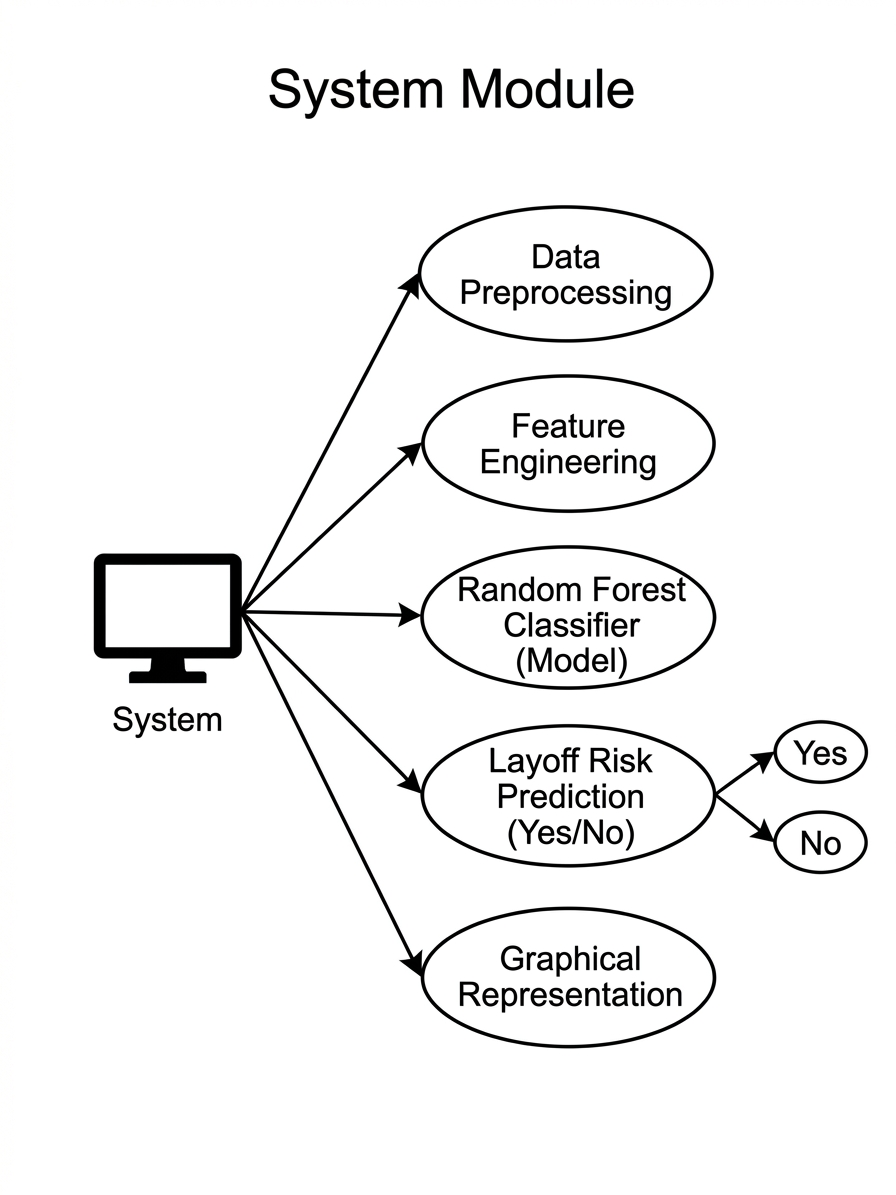 System Module
Data
Preprocessing
Feature
Engineering
Random Forest
Classifier
(Model)
System
Layoff Risk
Prediction
(Yes/No)
Yes
No
Graphical
Representation